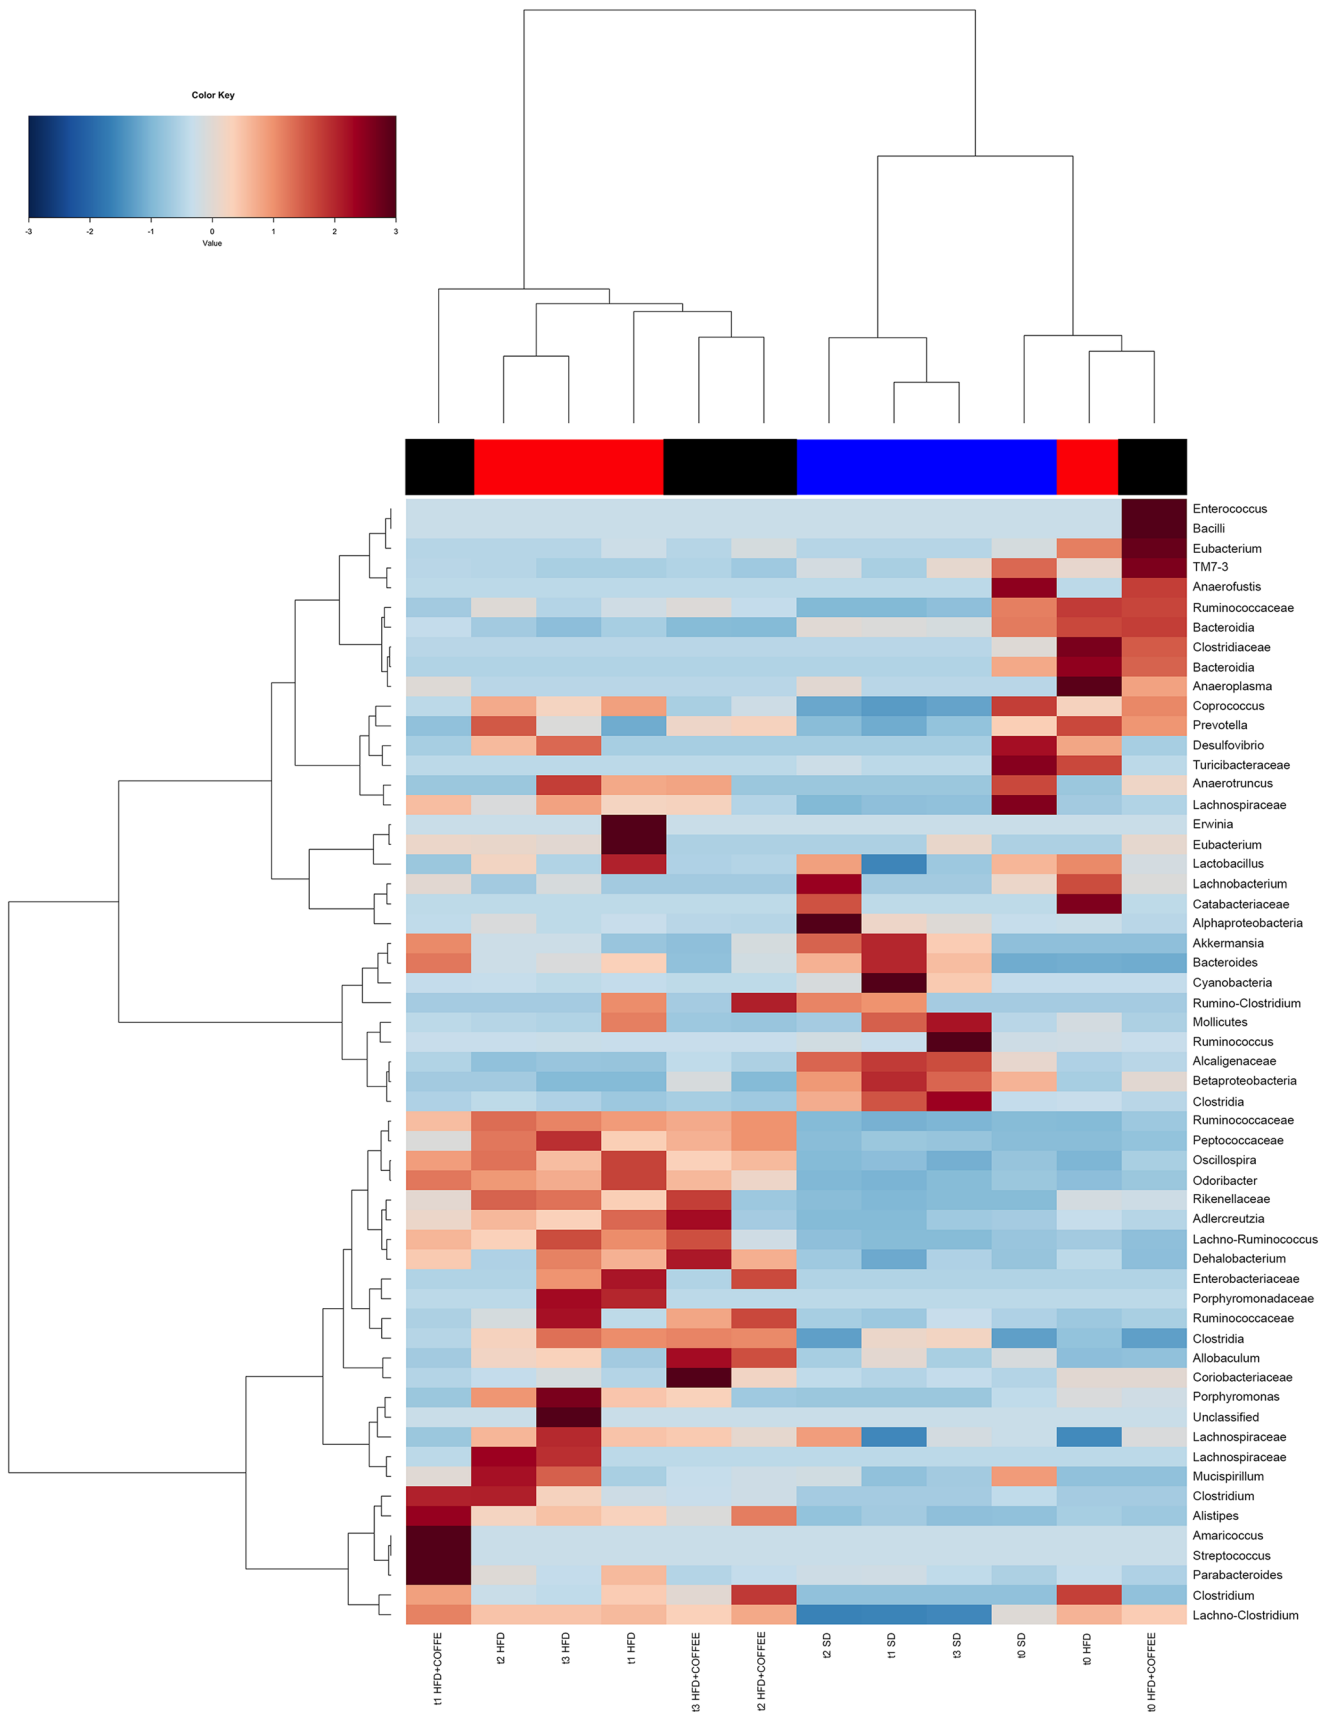 Color Key
-3 -2 -1 0 1 2 3
Value
Enterococcus
Bacilli
Eubacterium
TM7-3
Anaerofustis
Ruminococcaceae
Bacteroidia
Clostridiaceae
Bacteroidia
Anaeroplasma
Coprococcus
Prevotella
Desulfovibrio
Turicibacteraceae
Anaerotruncus
Lachnospiraceae
Erwinia
Eubacterium
Lactobacillus
Lachnobacterium
Catabacteriaceae
Alphaproteobacteria
Akkermansia
Bacteroides
Cyanobacteria
Rumino-Clostridium
Mollicutes
Ruminococcus
Alcaligenaceae
Betaproteobacteria
Clostridia
Ruminococcaceae
Peptococcaceae
Oscillospira
Odoribacter
Rikenellaceae
Adlercreutzia
Lachno-Ruminococcus
Dehalobacterium
Enterobacteriaceae
Porphyromonadaceae
Ruminococcaceae
Clostridia
Allobaculum
Coriobacteriaceae
Porphyromonas
Unclassified
Lachnospiraceae
Lachnospiraceae
Mucispirillum
Clostridium
Alistipes
Amaricoccus
Streptococcus
Parabacteroides
Clostridium
Lachno-Clostridium
t1 HFD+COFFE
t2 HFD
t3 HFD
t1 HFD
t3 HFD+COFFEE
t2 HFD+COFFEE
t2 SD
t1 SD
t3 SD
t0 SD
t0 HFD
t0 HFD+COFFEE